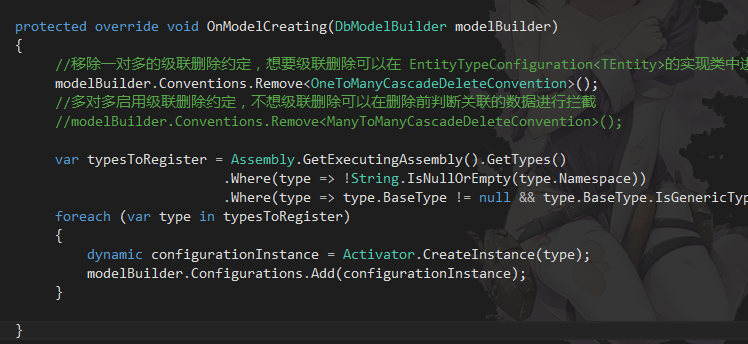 protected override void OnModelCreating(DbModelBuilder modelBuilder)
{
//移除一对多的级联删除约定，想要级联删除可以在 EntityTypeConfiguration<TEntity>的实现类中进
modelBuilder.Conventions.Remove<OneToManyCascadeDeleteConvention>();
//多对多启用级联删除约定，不想级联删除可以在删除前判断关联的数据进行拦截
//modelBuilder.Conventions.Remove<ManyToManyCascadeDeleteConvention>();
var typesToRegister = Assembly.GetExecutingAssembly().GetTypes()
.Where(type => !String.IsNullOrEmpty(type.Namespace))
.Where(type => type.BaseType != null && type.BaseType.IsGenericTyp
foreach (var type in typesToRegister)
{
dynamic configurationInstance = Activator.CreateInstance(type);
modelBuilder.Configurations.Add(configurationInstance);
}
}